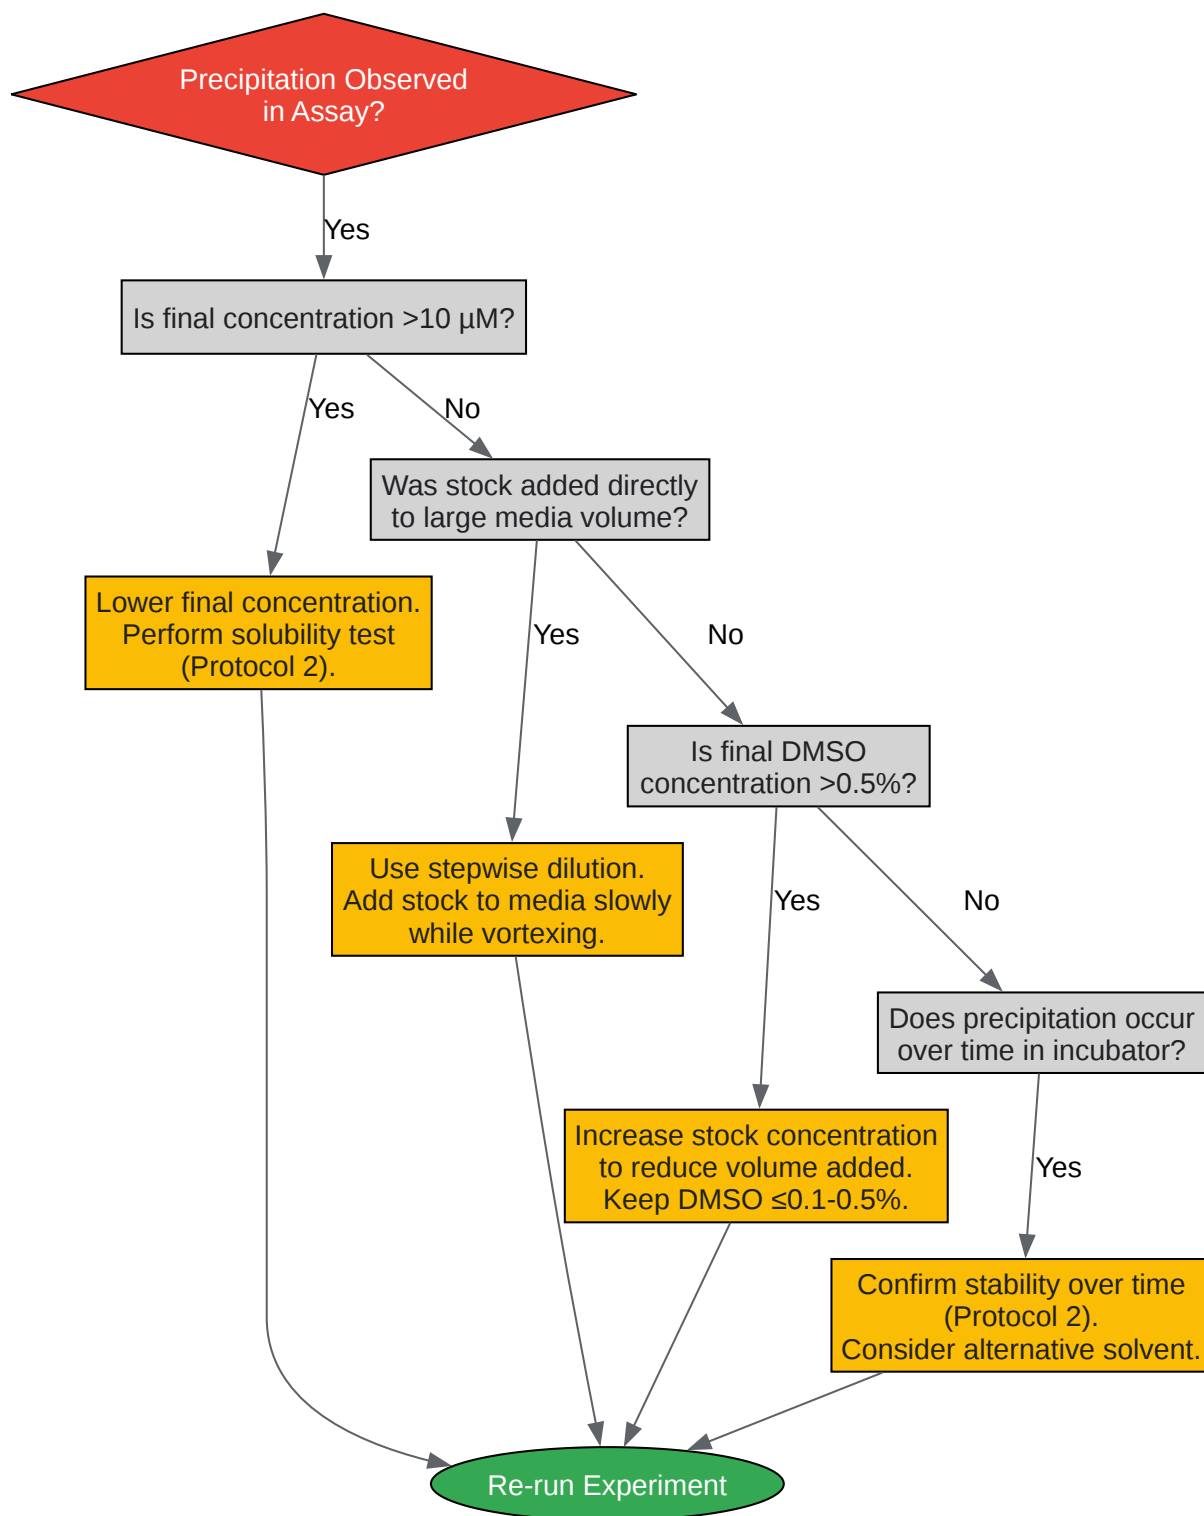 Precipitation Observed
in Assay?
Yes
Is final concentration >10 µM?
Yes
No
Was stock added directly
to large media volume?
Lower final concentration.
Perform solubility test
(Protocol 2).
Yes
No
Is final DMSO
concentration >0.5%?
Use stepwise dilution.
Add stock to media slowly
while vortexing.
Yes
No
Does precipitation occur
over time in incubator?
Increase stock concentration
to reduce volume added.
Keep DMSO ≤0.1-0.5%.
Yes
Confirm stability over time
(Protocol 2).
Consider alternative solvent.
Re-run Experiment